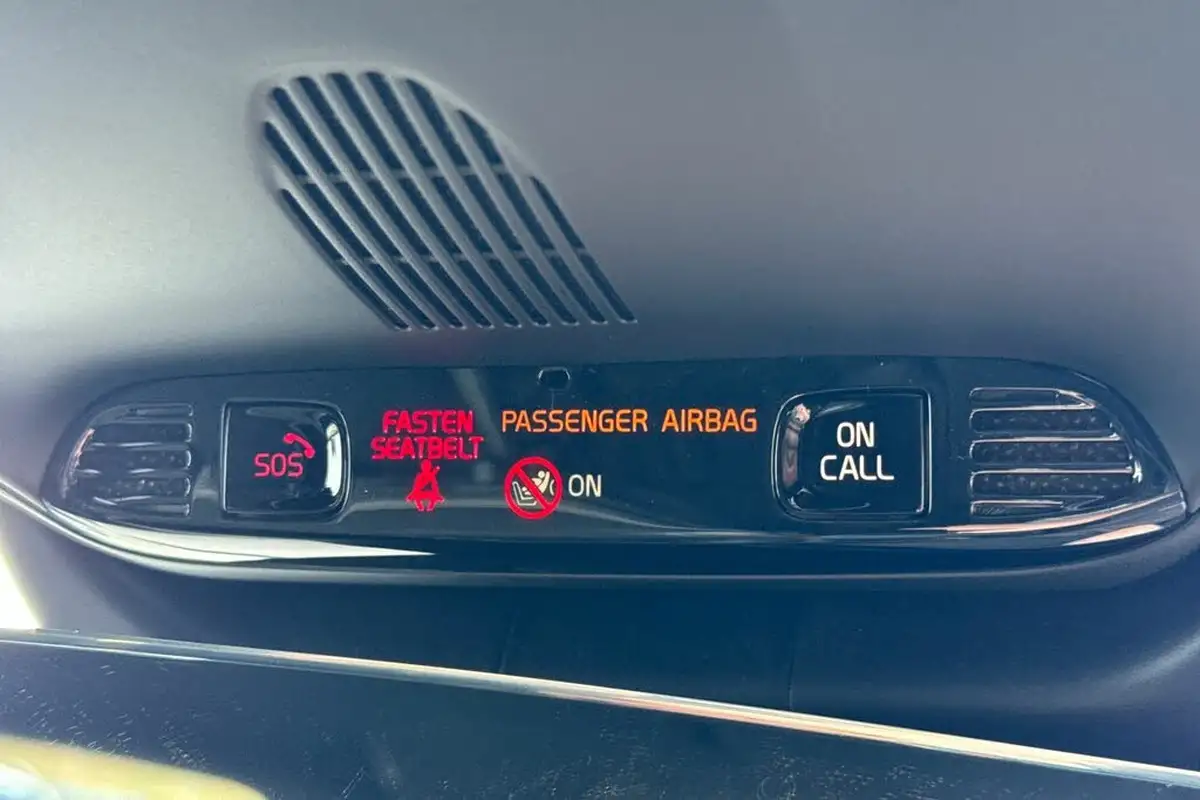 SOS
FASTEN
SEATBELT
PASSENGER AIRBAG
ON
ON
CALL